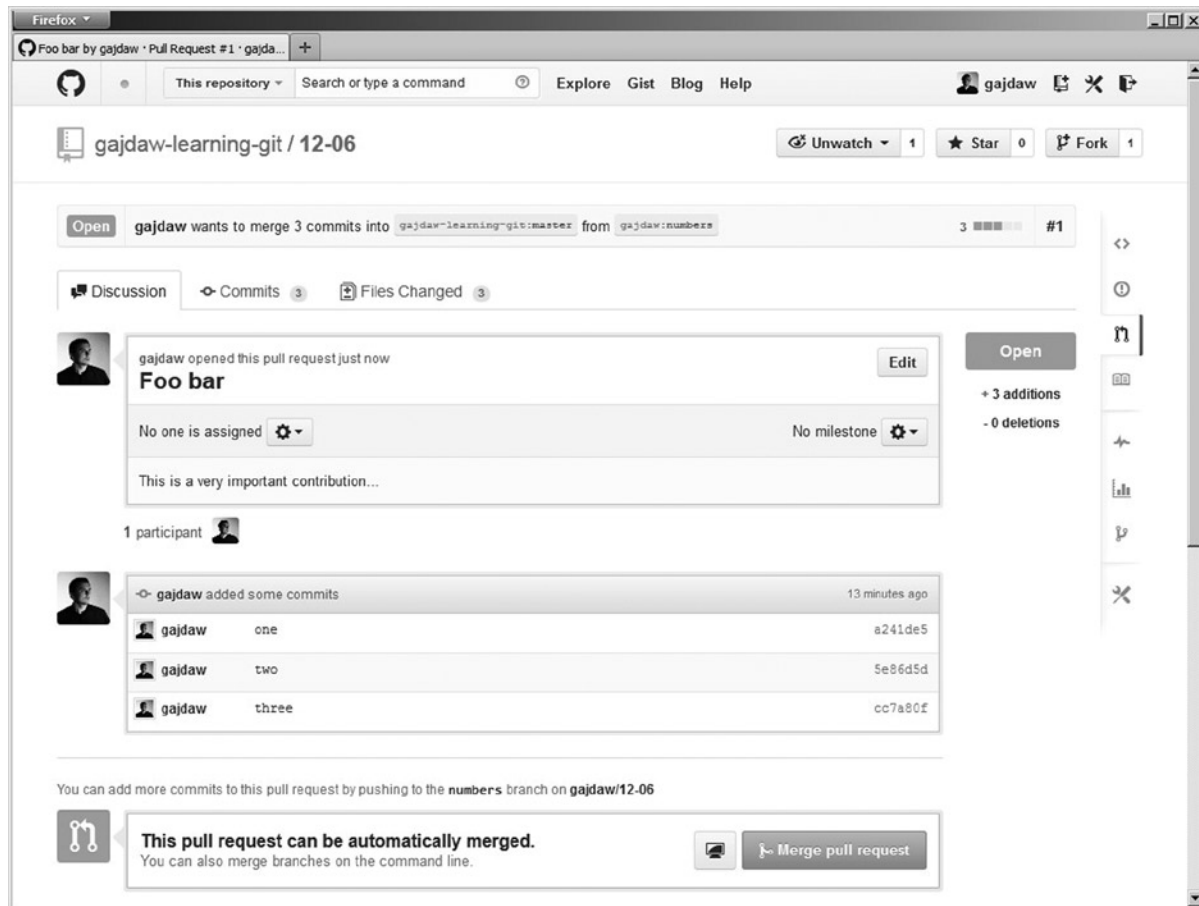 Firefox
Foo bar by gajdaw · Pull Request #1 · gajda... +
This repository Search or type a command Explore Gist Blog Help gajdaw
gajdaw-learning-git / 12-06 Unwatch 1 Star 0 Fork 1
Open gajdaw wants to merge 3 commits into gajdaw-learning-git:master from gajdaw:numbers 3 #1
Discussion Commits 3 Files Changed 3
gajdaw opened this pull request just now
Foo bar Edit Open
+ 3 additions
No one is assigned No milestone - 0 deletions
This is a very important contribution...
1 participant
gajdaw added some commits 13 minutes ago
gajdaw one a241de5
gajdaw two 5e86d5d
gajdaw three cc7a80f
You can add more commits to this pull request by pushing to the numbers branch on gajdaw/12-06
This pull request can be automatically merged.
You can also merge branches on the command line. Merge pull request